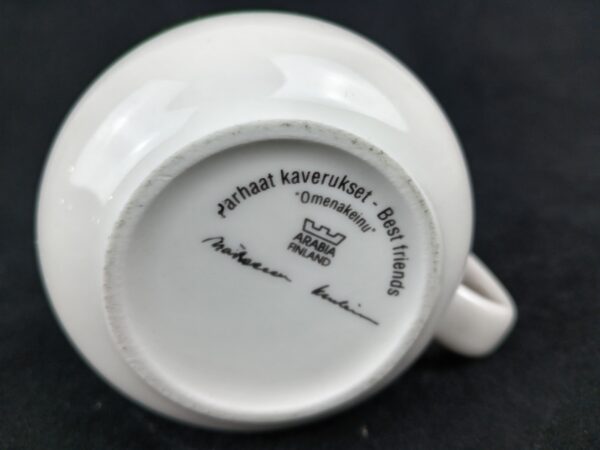 Parhaat kaverukset - Best friends
"Omenakeinu"
ARABIA
FINLAND